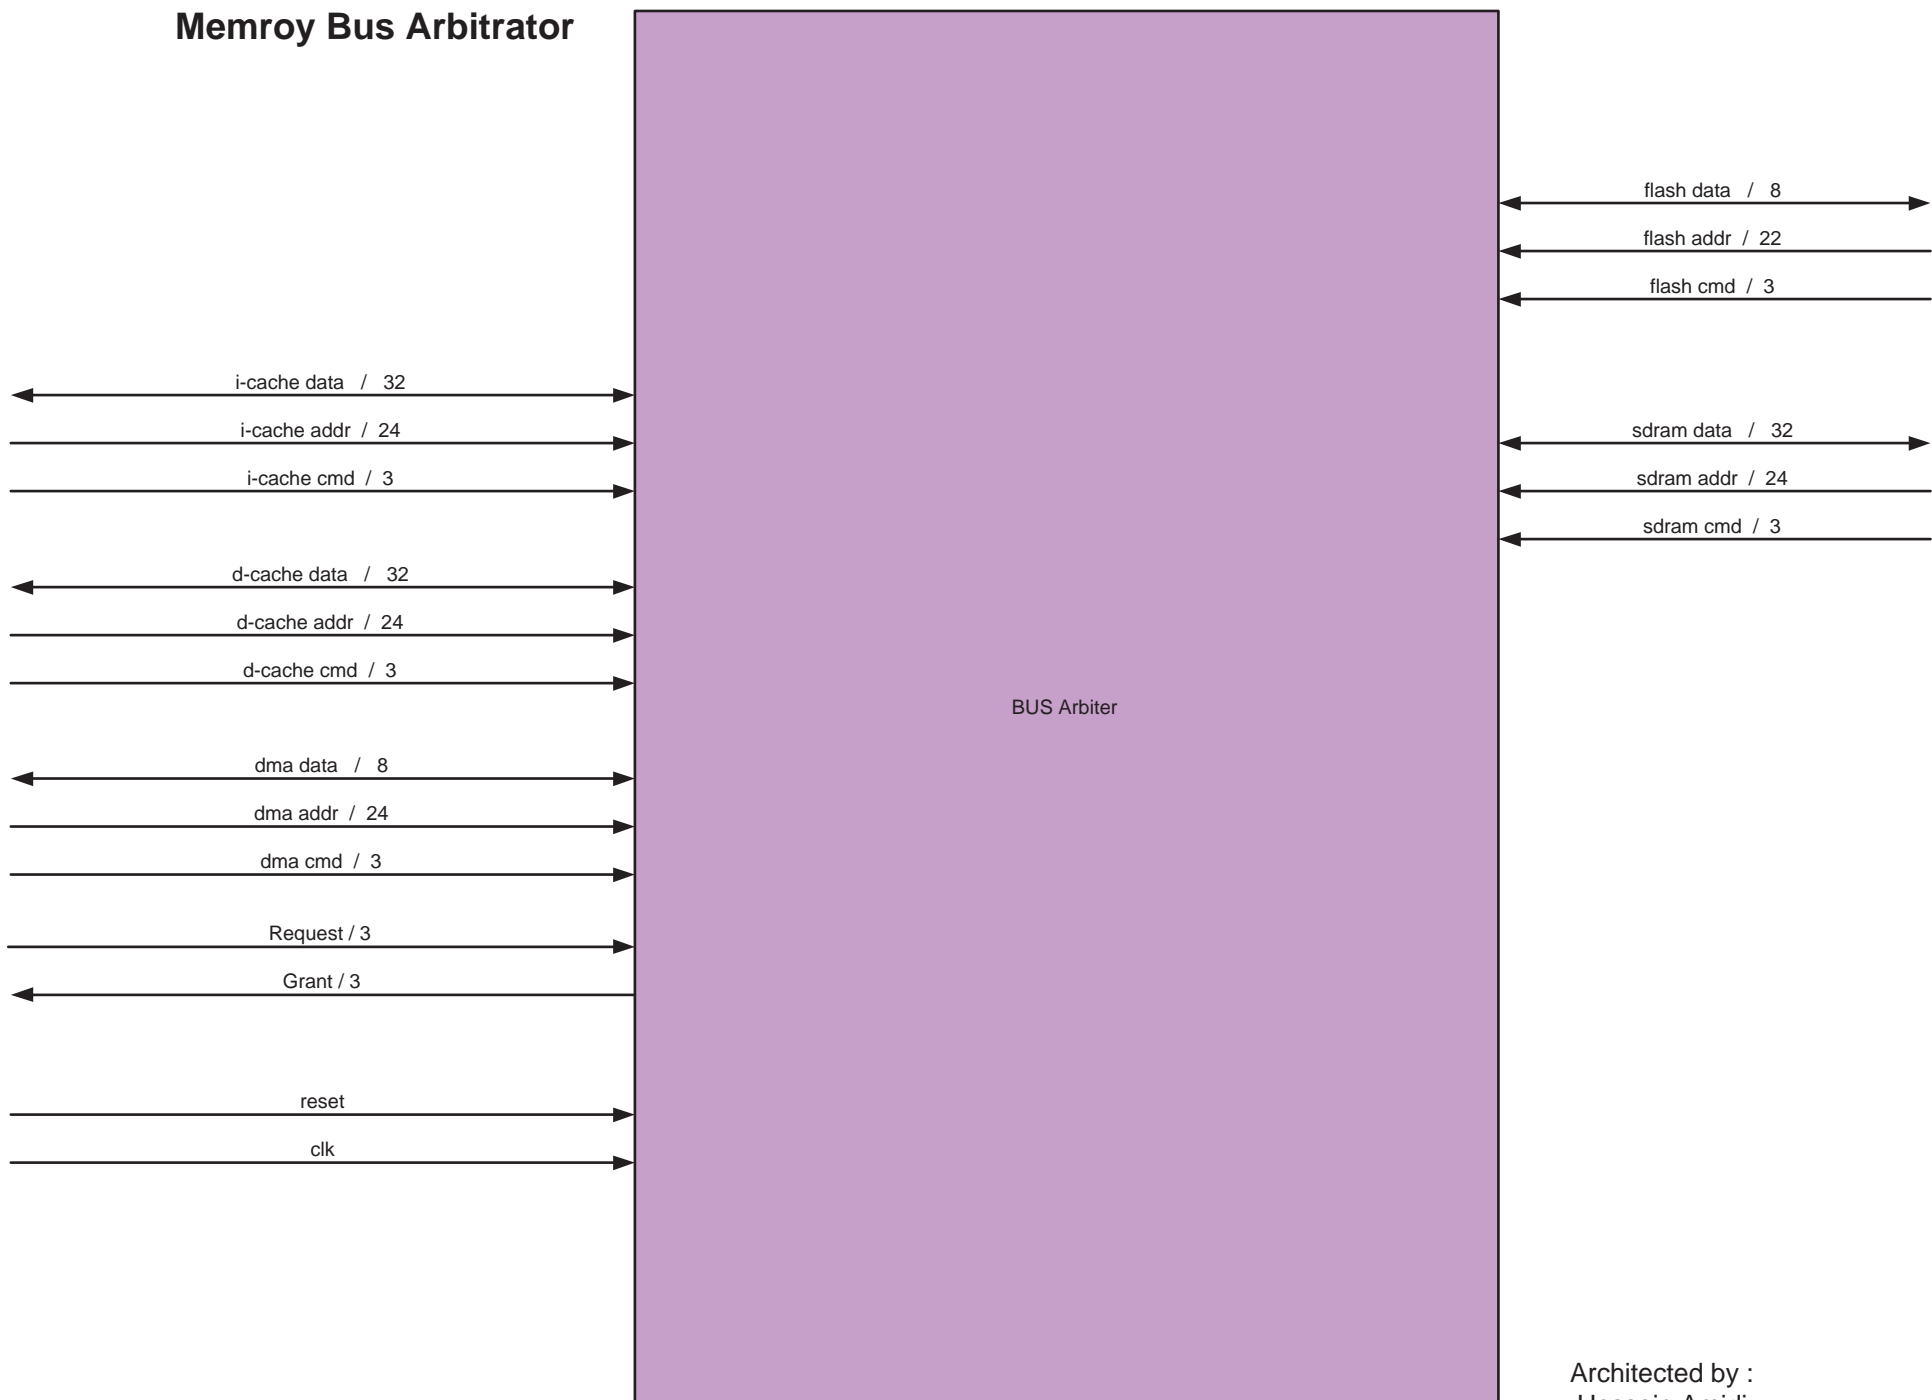 Memroy Bus Arbitrator
flash data / 8
flash addr / 22
flash cmd / 3
i-cache data / 32
i-cache addr / 24
i-cache cmd / 3
sdram data / 32
sdram addr / 24
sdram cmd / 3
d-cache data / 32
d-cache addr / 24
d-cache cmd / 3
BUS Arbiter
dma data / 8
dma addr / 24
dma cmd / 3
Request / 3
Grant / 3
reset
clk
Architected by :